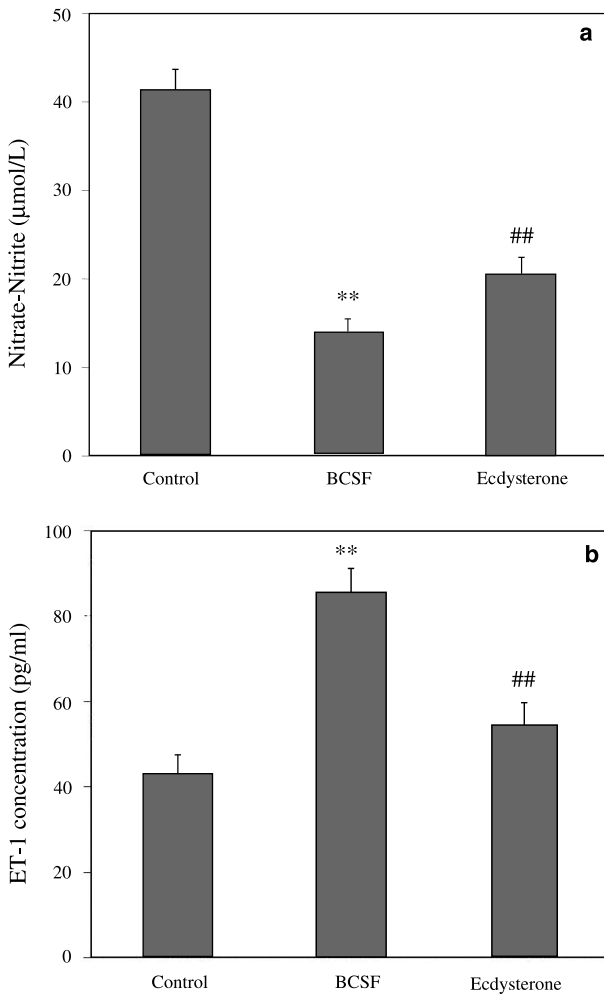 50
a
40
30
20
10
0
Nitrate-Nitrite (μmol/L)
**
##
Control BCSF Ecdysterone
100
b
80
60
40
20
0
ET-1 concentration (pg/ml)
**
##
Control BCSF Ecdysterone